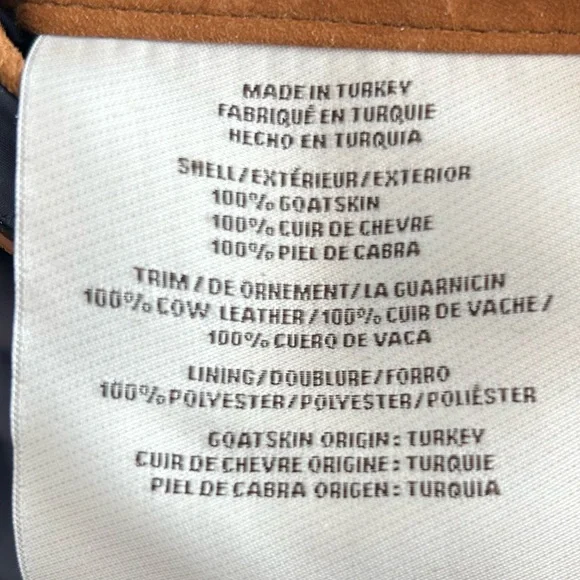 MADE IN TURKEY
FABRIQUÉ EN TURQUIE
HECHO EN TURQUIA
SHELL/EXTÉRIEUR/EXTERIOR
100% GOATSKIN
100% CUIR DE CHEVRE
100% PIEL DE CABRA
TRIM/DE ORNEMENT/LA GUARNICIN
100% COW LEATHER/100% CUIR DE VACHE/
100% CUERO DE VACA
LINING/DOUBLURE/FORRO
100% POLYESTER/POLYESTER/POLIÉSTER
GOATSKIN ORIGIN: TURKEY
CUIR DE CHEVRE ORIGINE: TURQUIE
PIEL DE CABRA ORIGEN: TURQUIA